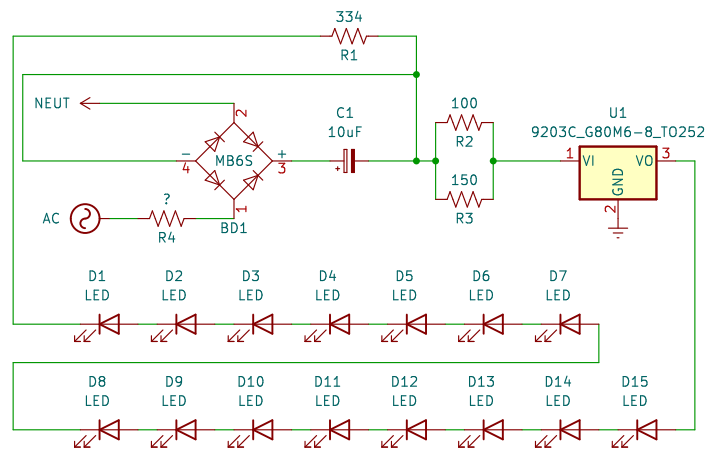 334
R1
NEUT
2
C1
10uF
100
R2
U1
9203C_G80M6-8_TO252
-
4
MB6S
+
3
+
1
VI
VO
3
GND
2
150
R3
AC
?
R4
1
BD1
D1
LED
D2
LED
D3
LED
D4
LED
D5
LED
D6
LED
D7
LED
D8
LED
D9
LED
D10
LED
D11
LED
D12
LED
D13
LED
D14
LED
D15
LED